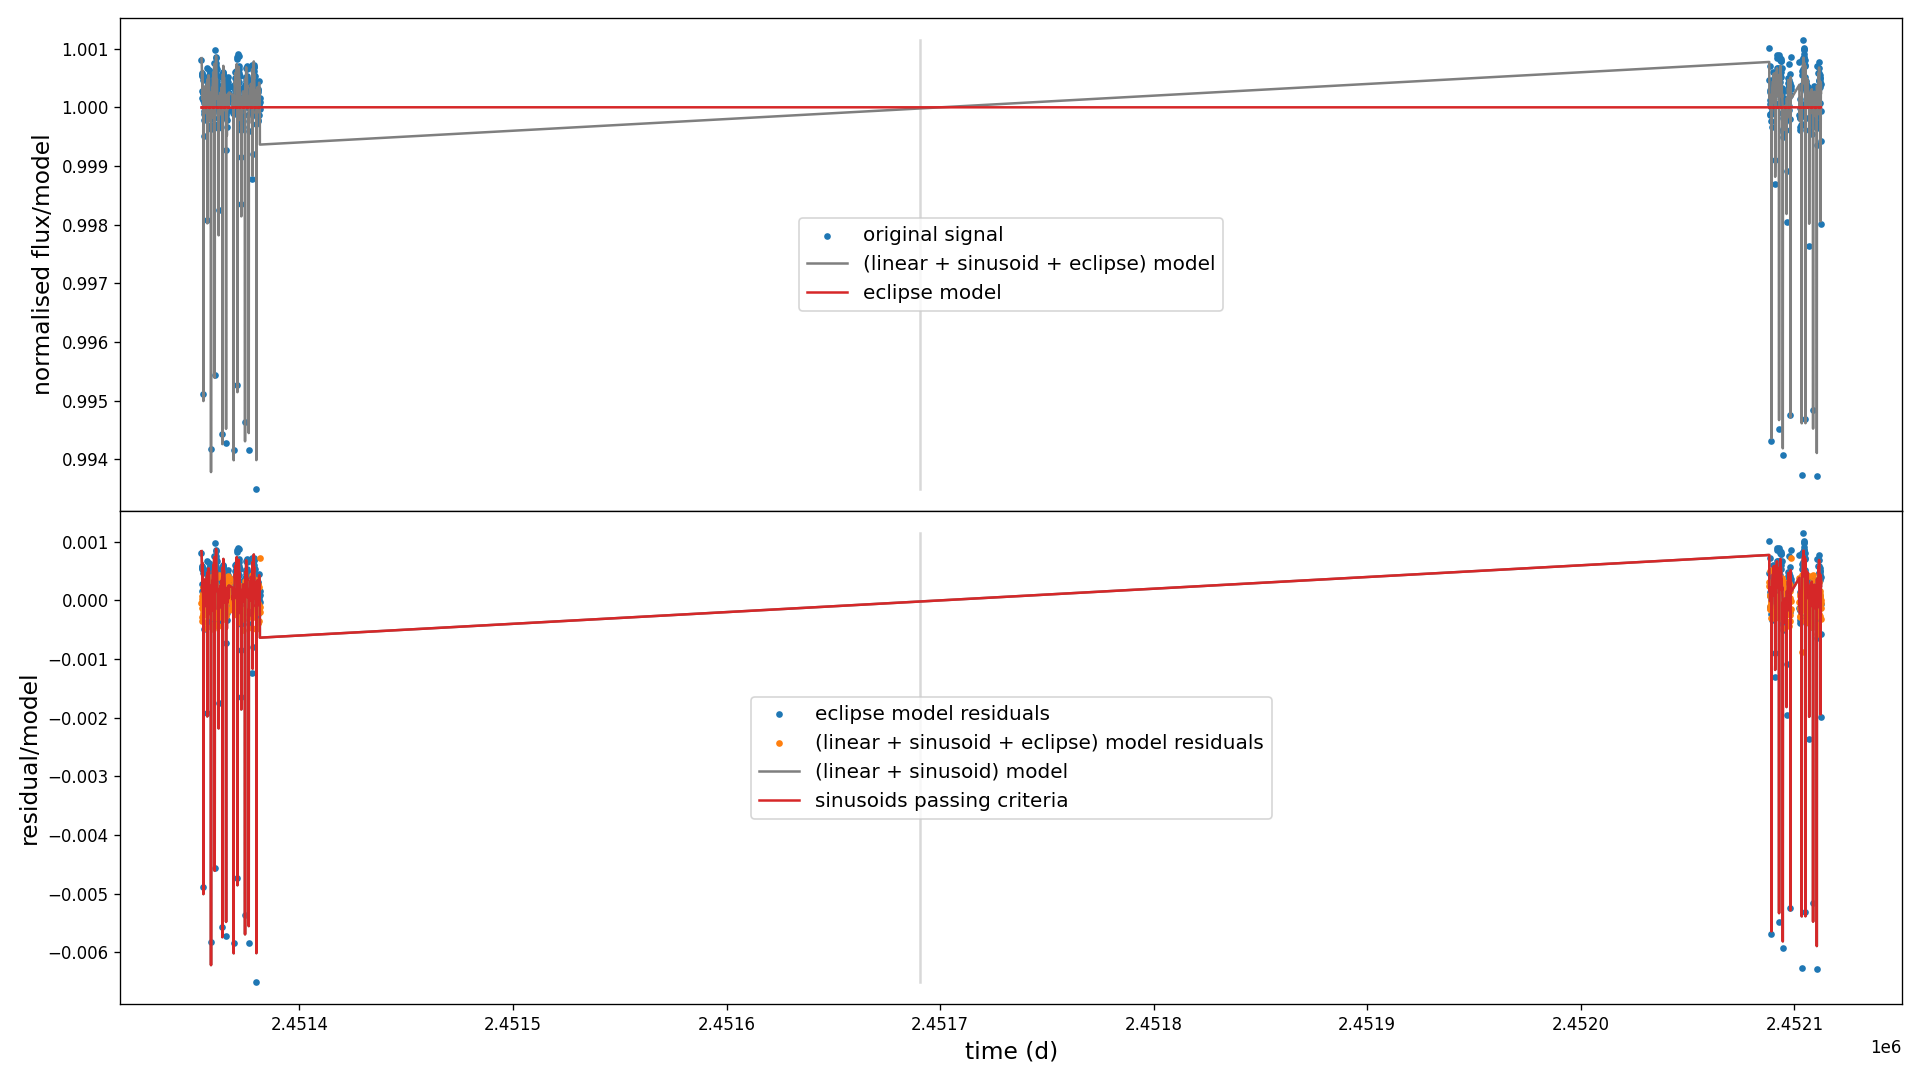 1.001
1.000
0.999
0.998
0.997
0.996
0.995
0.994
normalised flux/model
original signal
(linear + sinusoid + eclipse) model
eclipse model
0.001
0.000
−0.001
−0.002
−0.003
−0.004
−0.005
−0.006
residual/model
eclipse model residuals
(linear + sinusoid + eclipse) model residuals
(linear + sinusoid) model
sinusoids passing criteria
2.4514 2.4515 2.4516 2.4517 2.4518 2.4519 2.4520 2.4521
time (d)
1e6